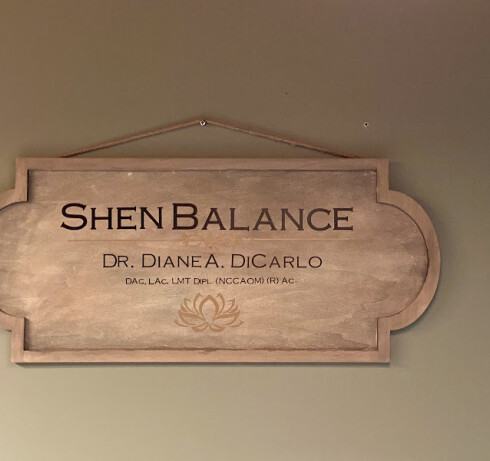 SHEN BALANCE
DR. DIANE A. DICARLO
DAC, LAC, LMT DIPL. (NCCAOM) (R) AC